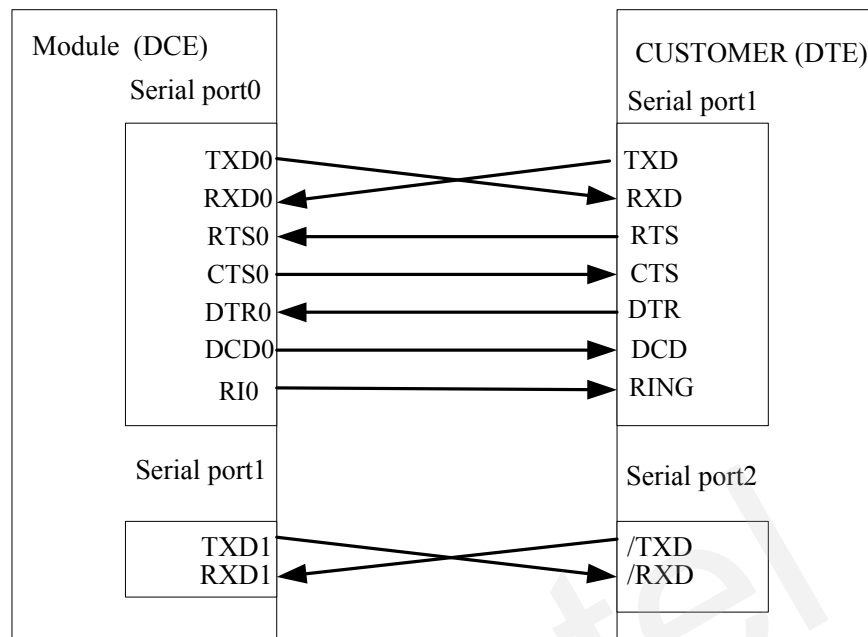 Module (DCE)
CUSTOMER (DTE)
Serial port0
Serial port1
TXD0
TXD
RXD0
RXD
RTS0
RTS
CTS0
CTS
DTR0
DTR
DCD0
DCD
RI0
RING
Serial port1
Serial port2
TXD1
/TXD
RXD1
/RXD